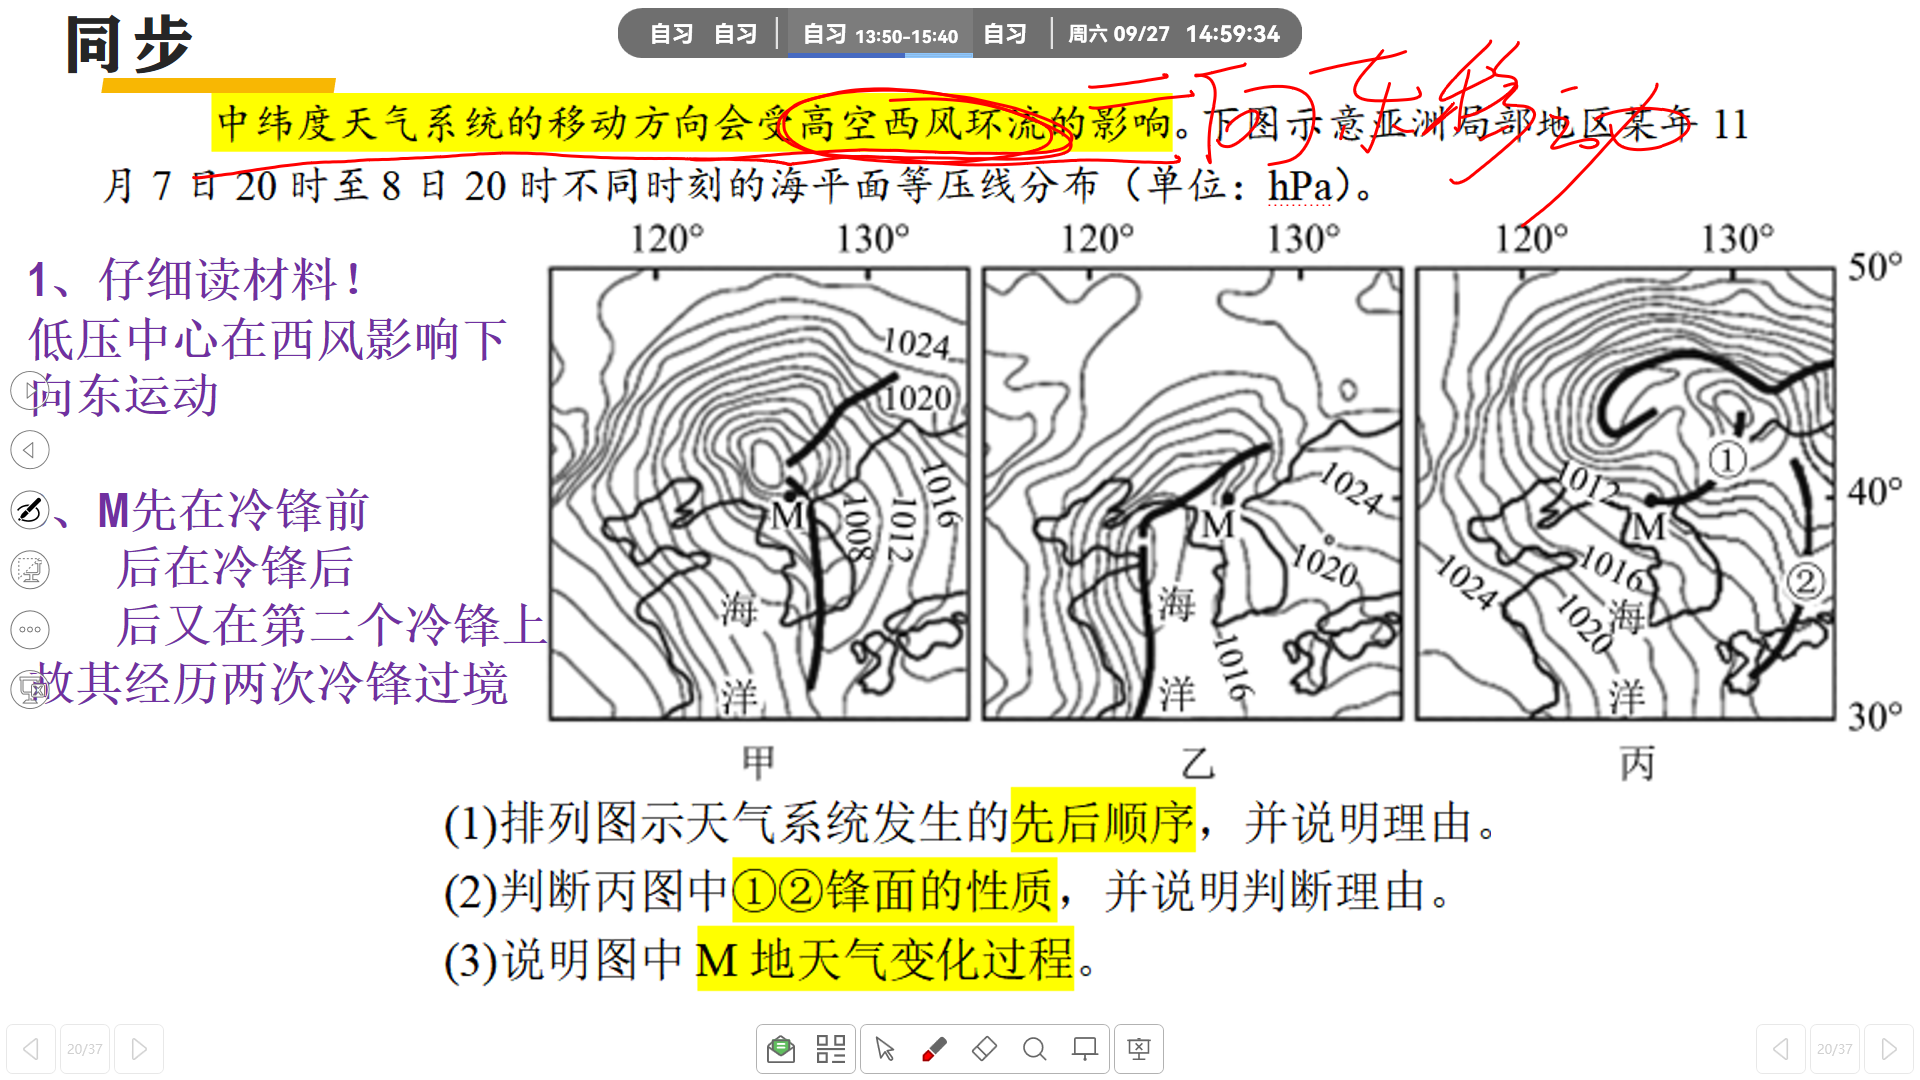 同步
自习 自习 自习 13:50-15:40 自习 周六 09/27 14:59:34
一向东移动
中纬度天气系统的移动方向会受高空西风环流的影响。下图示意亚洲局部地区某年 11
月 7 日 20 时至 8 日 20 时不同时刻的海平面等压线分布（单位：hPa）。
1、仔细读材料！
低压中心在西风影响下
向东运动
、M先在冷锋前
后在冷锋后
后又在第二个冷锋上
故其经历两次冷锋过境
120° 130° 120° 130° 120° 130°
50°
40°
30°
1024
1020
1016
1012
1008
M
海
洋
甲
1024
1020
1016
M
海
洋
乙
1012
1016
1020
1024
M
①
②
海
洋
丙
(1)排列图示天气系统发生的先后顺序，并说明理由。
(2)判断丙图中①②锋面的性质，并说明判断理由。
(3)说明图中 M 地天气变化过程。
20/37
20/37